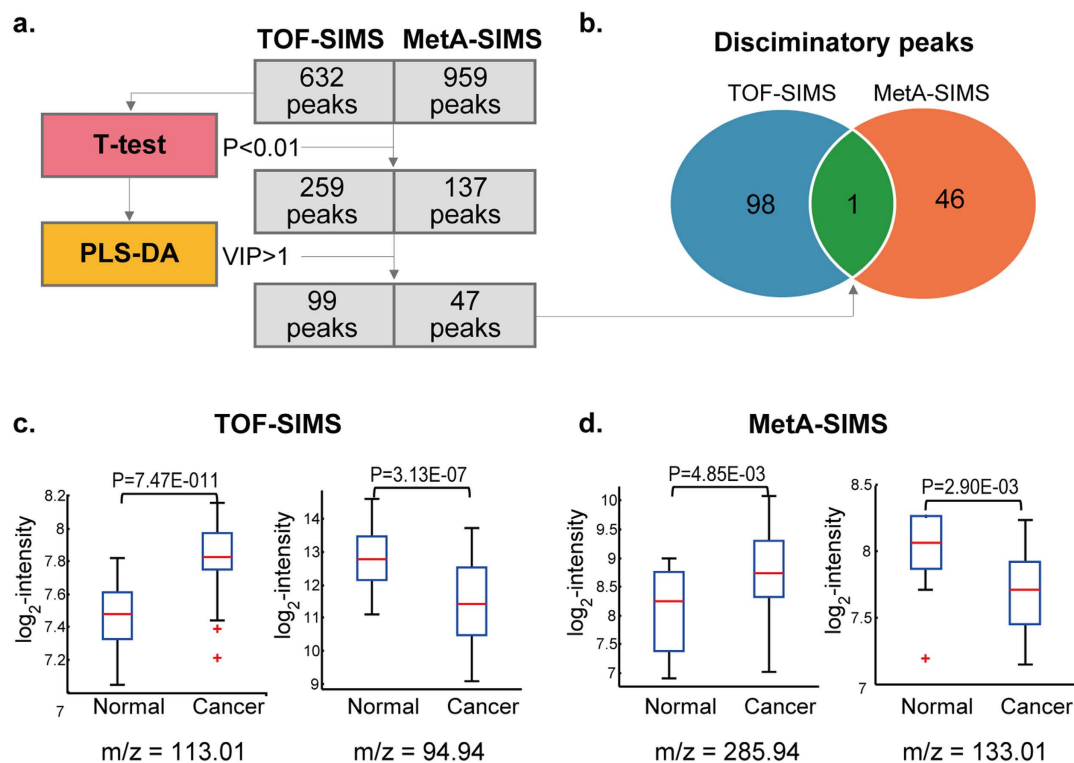 a.
TOF-SIMS MetA-SIMS
632 peaks
959 peaks
T-test
P<0.01
259 peaks
137 peaks
PLS-DA
VIP>1
99 peaks
47 peaks
b.
Disciminatory peaks
TOF-SIMS
MetA-SIMS
98
1
46
c.
TOF-SIMS
P=7.47E-011
log2-intensity
8.2
8
7.8
7.6
7.4
7.2
7
Normal Cancer
m/z = 113.01
P=3.13E-07
log2-intensity
14
13
12
11
10
9
Normal Cancer
m/z = 94.94
d.
MetA-SIMS
P=4.85E-03
log2-intensity
10
9.5
9
8.5
8
7.5
7
Normal Cancer
m/z = 285.94
P=2.90E-03
log2-intensity
8.5
8
7.5
7
Normal Cancer
m/z = 133.01